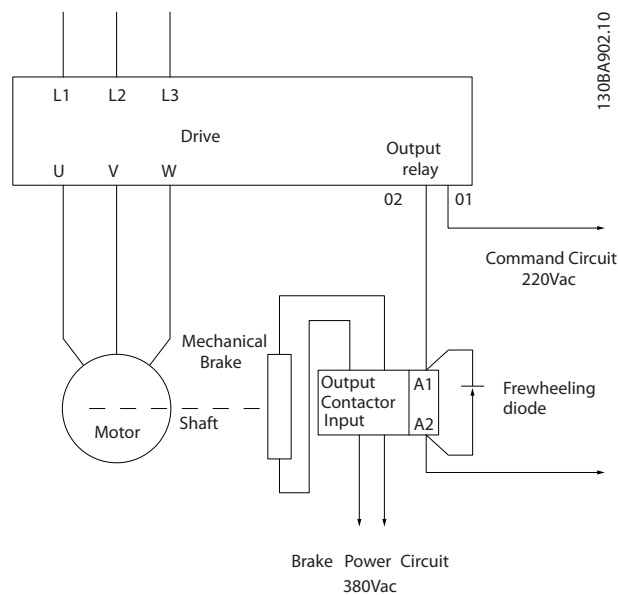 130BA902.10
L1 L2 L3
Drive
Output
relay
U V W
02 01
Command Circuit
220Vac
Mechanical
Brake
Output
Contactor
Input
A1
A2
Frewheeling
diode
Motor
Shaft
Brake Power Circuit
380Vac